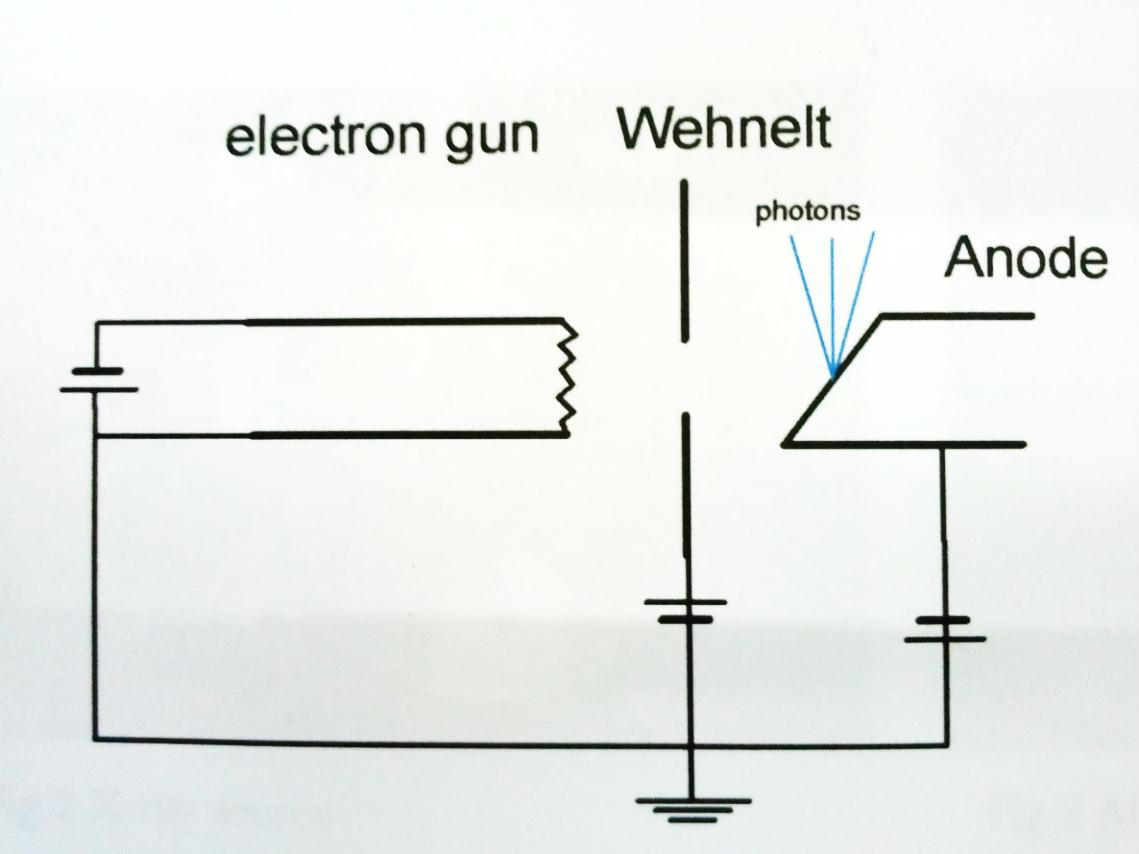 electron gun
Wehnelt
photons
Anode